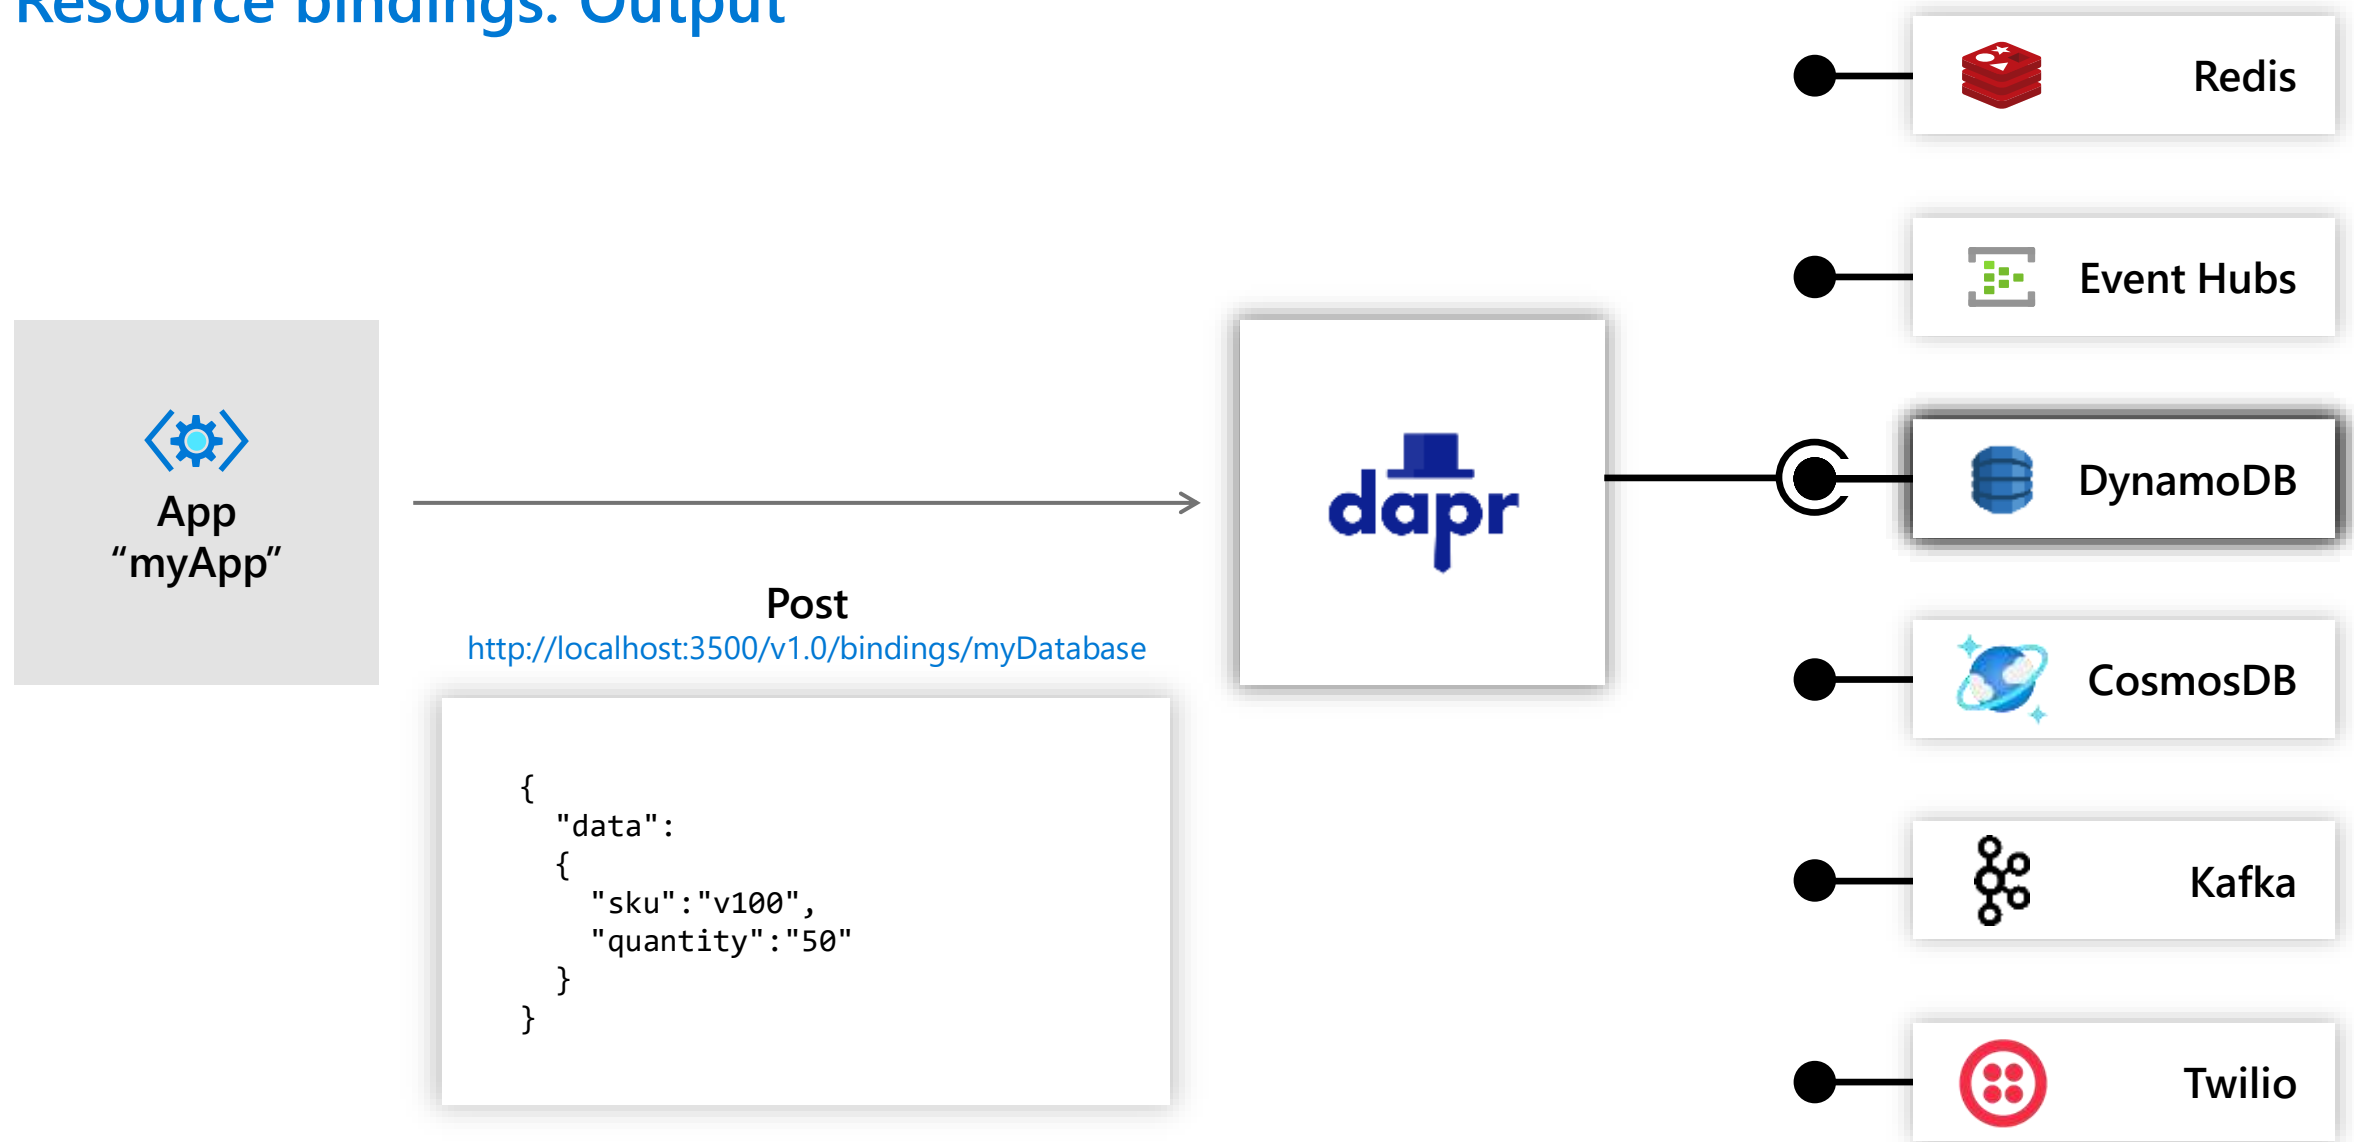 Resource bindings: Output
App
“myApp”
Post
http://localhost:3500/v1.0/bindings/myDatabase
{
"data":
{
"sku":"v100",
"quantity":"50"
}
}
dapr
Redis
Event Hubs
DynamoDB
CosmosDB
Kafka
Twilio